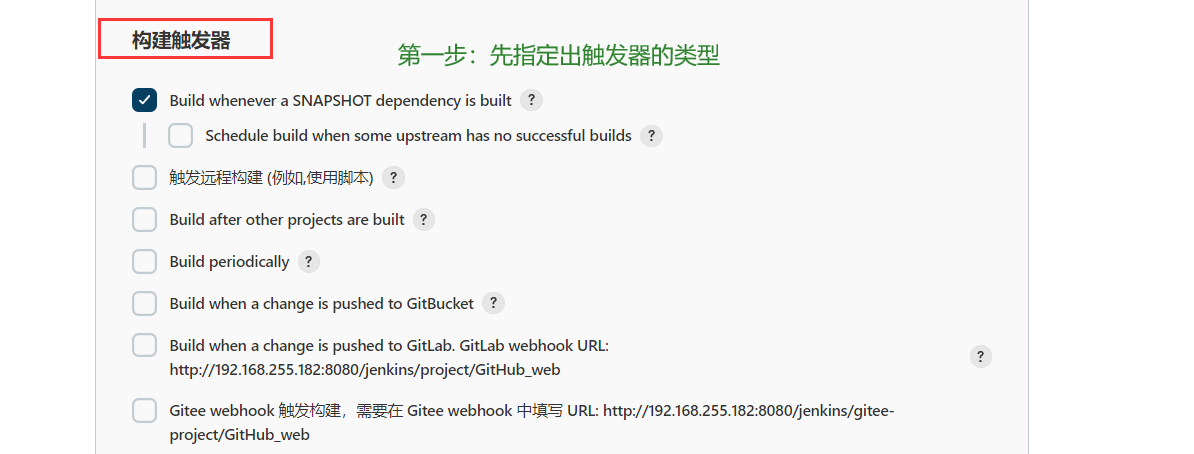 构建触发器
第一步：先指定出触发器的类型
Build whenever a SNAPSHOT dependency is built ?
Schedule build when some upstream has no successful builds ?
触发远程构建 (例如,使用脚本) ?
Build after other projects are built ?
Build periodically ?
Build when a change is pushed to GitBucket ?
Build when a change is pushed to GitLab. GitLab webhook URL:
http://192.168.255.182:8080/jenkins/project/GitHub_web ?
Gitee webhook 触发构建，需要在 Gitee webhook 中填写 URL: http://192.168.255.182:8080/jenkins/gitee-
project/GitHub_web